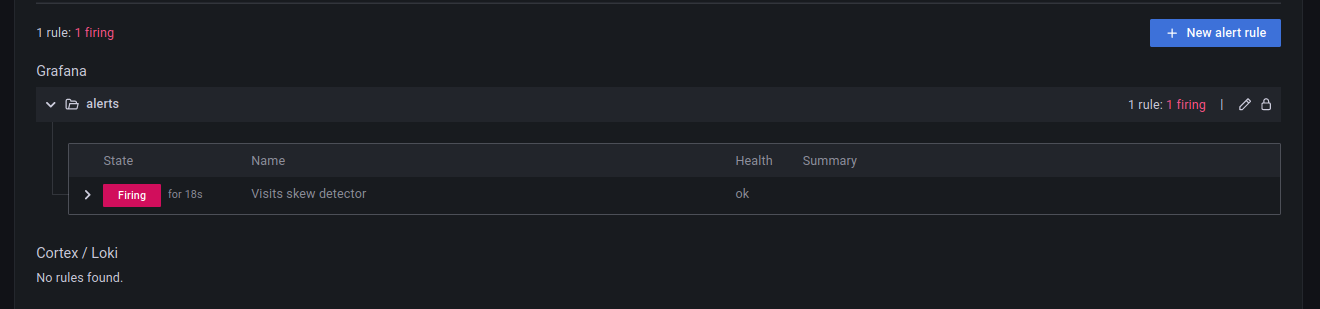 1 rule: 1 firing
+ New alert rule
Grafana
alerts
1 rule: 1 firing |
State Name Health Summary
Firing for 18s Visits skew detector ok
Cortex / Loki
No rules found.